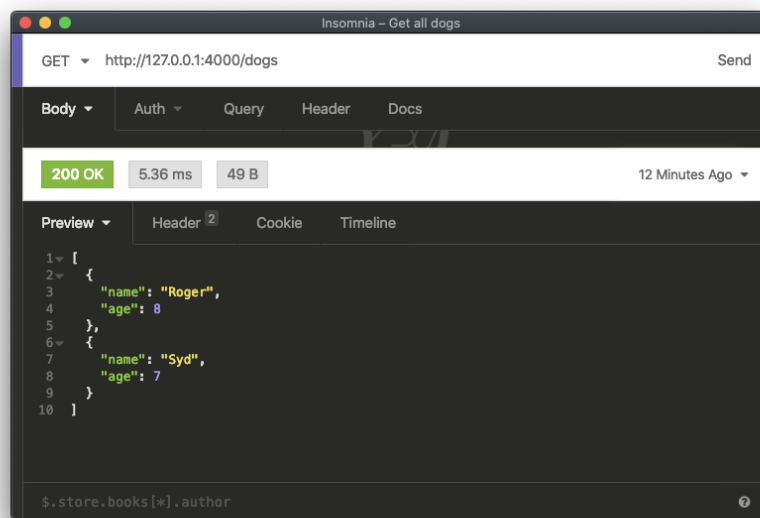 Insomnia – Get all dogs
GET http://127.0.0.1:4000/dogs Send
Body Auth Query Header Docs
200 OK 5.36 ms 49 B 12 Minutes Ago
Preview Header 2 Cookie Timeline
1 [
2 {
3 "name": "Roger",
4 "age": 8
5 },
6 {
7 "name": "Syd",
8 "age": 7
9 }
10 ]
$.store.books[*].author ?